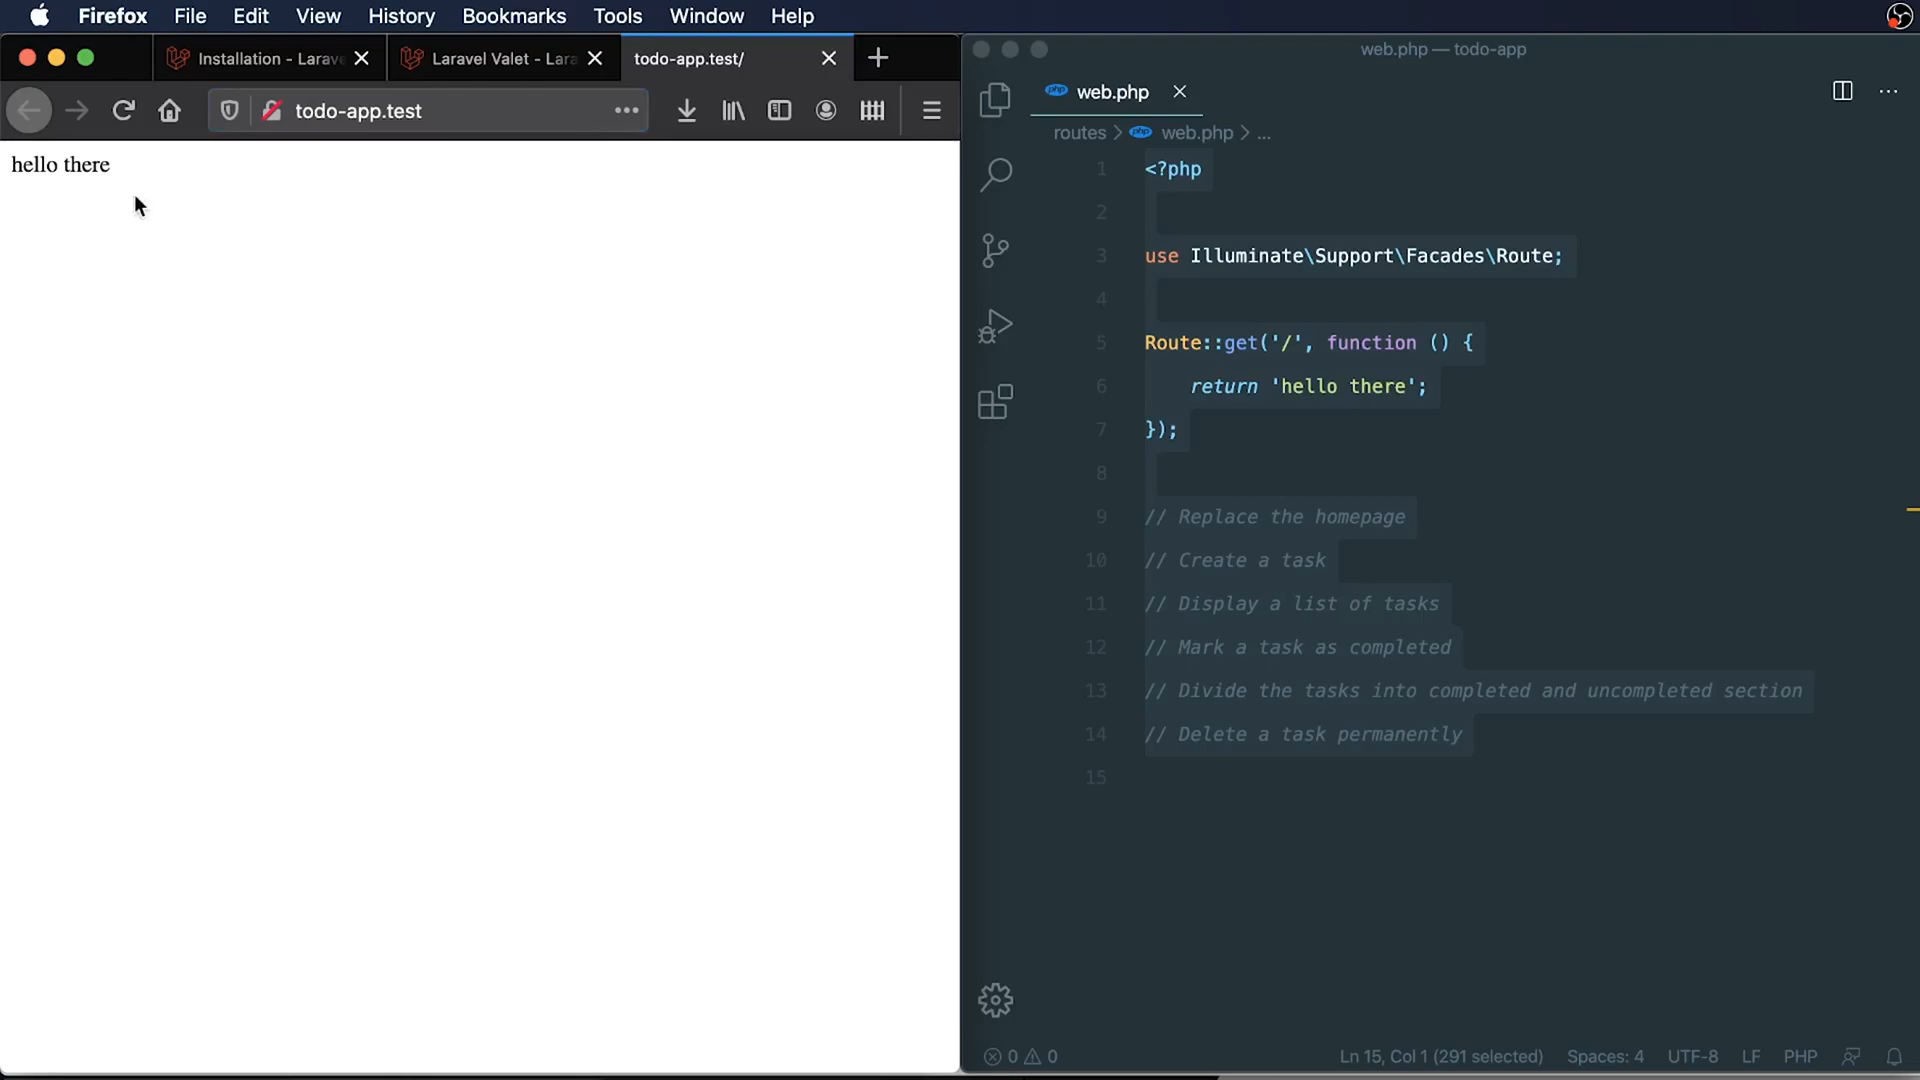 Firefox File Edit View History Bookmarks Tools Window Help
Installation - Larave
Laravel Valet - Lara
todo-app.test/
todo-app.test
hello there
web.php — todo-app
web.php
routes > web.php > ...
1 <?php
2
3 use Illuminate\Support\Facades\Route;
4
5 Route::get('/', function () {
6 return 'hello there';
7 });
8
9 // Replace the homepage
10 // Create a task
11 // Display a list of tasks
12 // Mark a task as completed
13 // Divide the tasks into completed and uncompleted section
14 // Delete a task permanently
15
0 0 Ln 15, Col 1 (291 selected) Spaces: 4 UTF-8 LF PHP